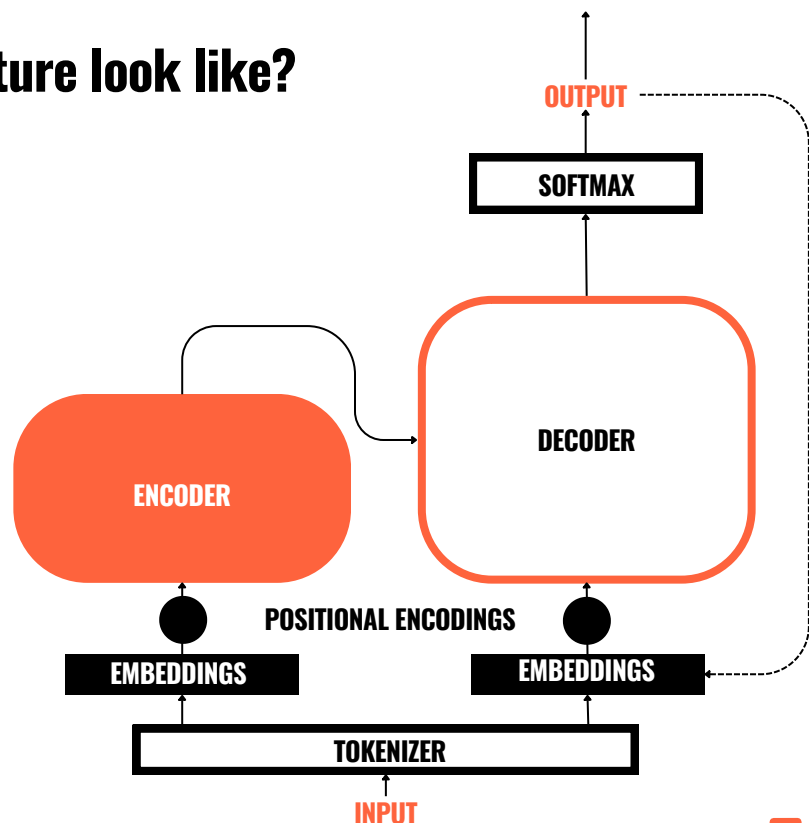 ture look like?
OUTPUT
SOFTMAX
DECODER
ENCODER
POSITIONAL ENCODINGS
EMBEDDINGS
EMBEDDINGS
TOKENIZER
INPUT